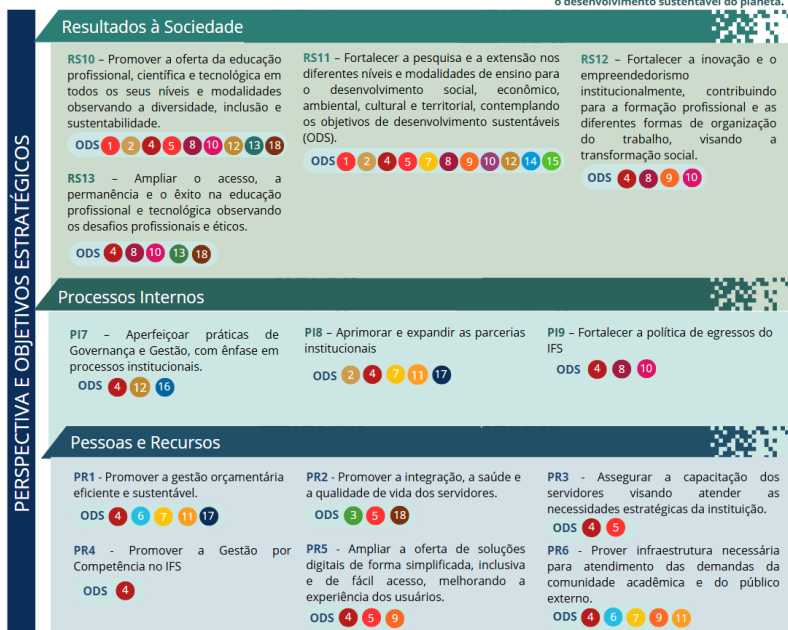 o desenvolvimento sustentável do planeta.
PERSPECTIVA E OBJETIVOS ESTRATÉGICOS
Resultados à Sociedade
RS10 – Promover a oferta da educação
profissional, científica e tecnológica em
todos os seus níveis e modalidades
observando a diversidade, inclusão e
sustentabilidade.
ODS 1 2 4 5 8 10 12 13 18
RS11 – Fortalecer a pesquisa e a extensão nos
diferentes níveis e modalidades de ensino para
o desenvolvimento social, econômico,
ambiental, cultural e territorial, contemplando
os objetivos de desenvolvimento sustentáveis
(ODS).
ODS 1 2 4 5 7 8 9 10 12 14 15
RS12 – Fortalecer a inovação e o
empreendedorismo
institucionalmente, contribuindo
para a formação profissional e as
diferentes formas de organização
do trabalho, visando a
transformação social.
ODS 4 8 9 10
RS13 – Ampliar o acesso, a
permanência e o êxito na educação
profissional e tecnológica observando
os desafios profissionais e éticos.
ODS 4 8 10 13 18
Processos Internos
PI7 – Aperfeiçoar práticas de
Governança e Gestão, com ênfase em
processos institucionais.
ODS 4 12 16
PI8 – Aprimorar e expandir as parcerias
institucionais
ODS 2 4 7 11 17
PI9 – Fortalecer a política de egressos do
IFS
ODS 4 8 10
Pessoas e Recursos
PR1 - Promover a gestão orçamentária
eficiente e sustentável.
ODS 4 6 7 11 17
PR2 - Promover a integração, a saúde e
a qualidade de vida dos servidores.
ODS 3 5 18
PR3 - Assegurar a capacitação dos
servidores visando atender as
necessidades estratégicas da instituição.
ODS 4 5
PR4 - Promover a Gestão por
Competência no IFS
ODS 4
PR5 - Ampliar a oferta de soluções
digitais de forma simplificada, inclusiva
e de fácil acesso, melhorando a
experiência dos usuários.
ODS 4 5 9
PR6 - Prover infraestrutura necessária
para atendimento das demandas da
comunidade acadêmica e do público
externo.
ODS 4 6 7 9 11